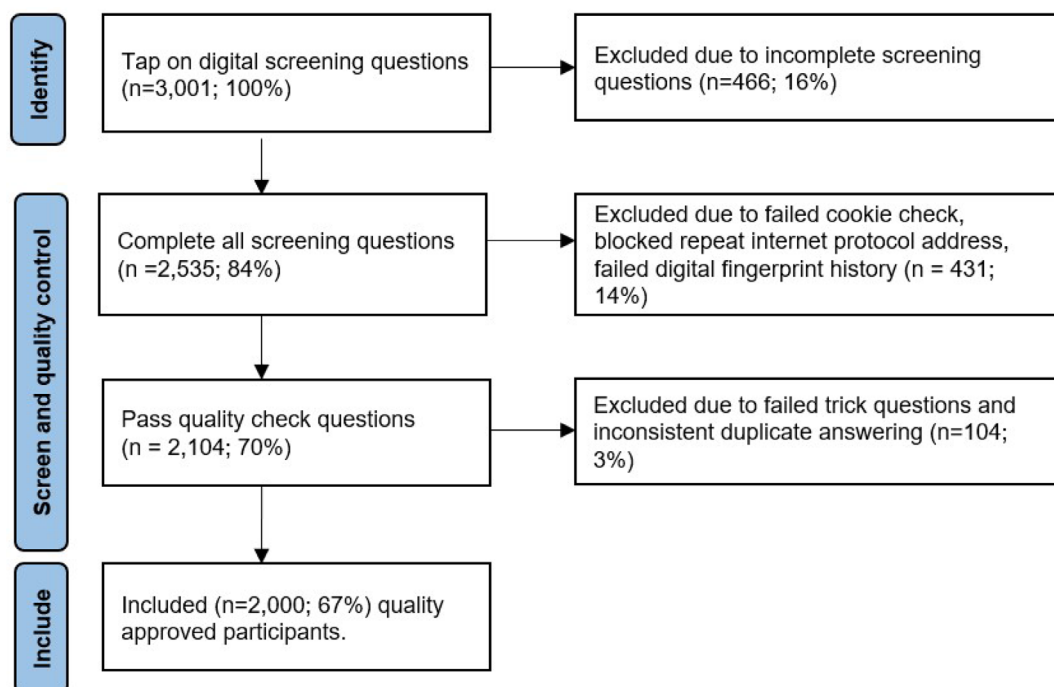 Identify
Tap on digital screening questions
(n=3,001; 100%)
Excluded due to incomplete screening
questions (n=466; 16%)
Screen and quality control
Complete all screening questions
(n =2,535; 84%)
Excluded due to failed cookie check,
blocked repeat internet protocol address,
failed digital fingerprint history (n = 431;
14%)
Pass quality check questions
(n = 2,104; 70%)
Excluded due to failed trick questions and
inconsistent duplicate answering (n=104;
3%)
Include
Included (n=2,000; 67%) quality
approved participants.